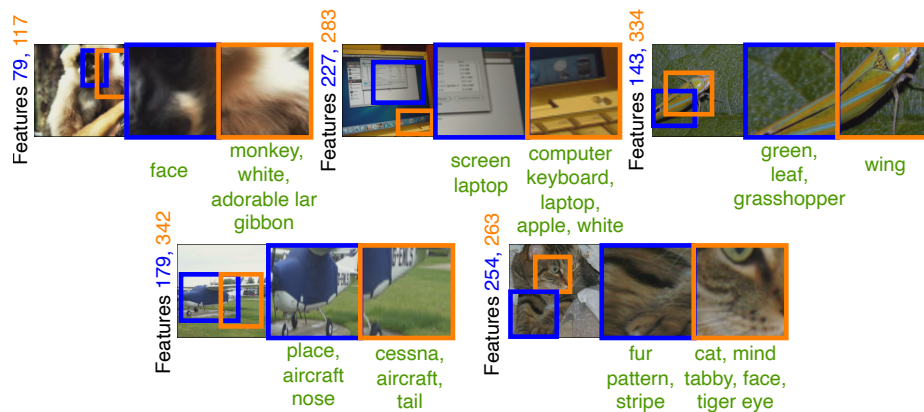 Features 79, 117
face
monkey,
white,
adorable lar
gibbon
Features 227, 283
screen
laptop
computer
keyboard,
laptop,
apple, white
Features 143, 334
green,
leaf,
grasshopper
wing
Features 179, 342
place,
aircraft
nose
cessna,
aircraft,
tail
Features 254, 263
fur
pattern,
stripe
cat, mind
tabby, face,
tiger eye